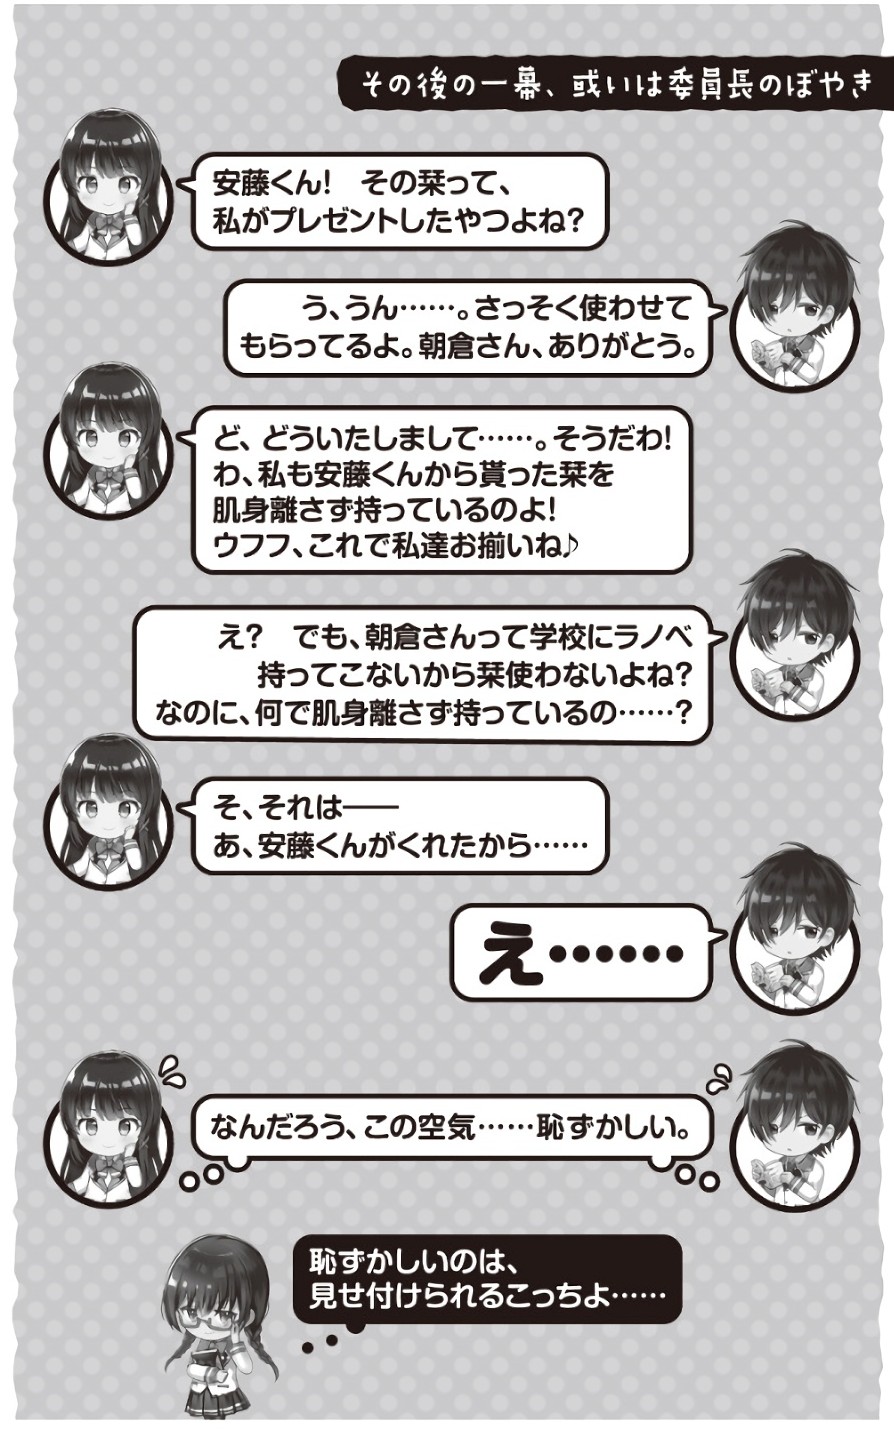 その後の一幕、或いは委員長のぼやき
安藤くん!　その栞って、
私がプレゼントしたやつよね?
う、うん……。さっそく使わせて
もらってるよ。朝倉さん、ありがとう。
ど、どういたしまして……。そうだわ!
わ、私も安藤くんから貰った栞を
肌身離さず持っているのよ!
ウフフ、これで私達お揃いね♪
え?　でも、朝倉さんって学校にラノベ
持ってこないから栞使わないよね?
なのに、何で肌身離さず持っているの……?
そ、それは――
あ、安藤くんがくれたから……
え……
なんだろう、この空気……恥ずかしい。
恥ずかしいのは、
見せ付けられるこっちよ……